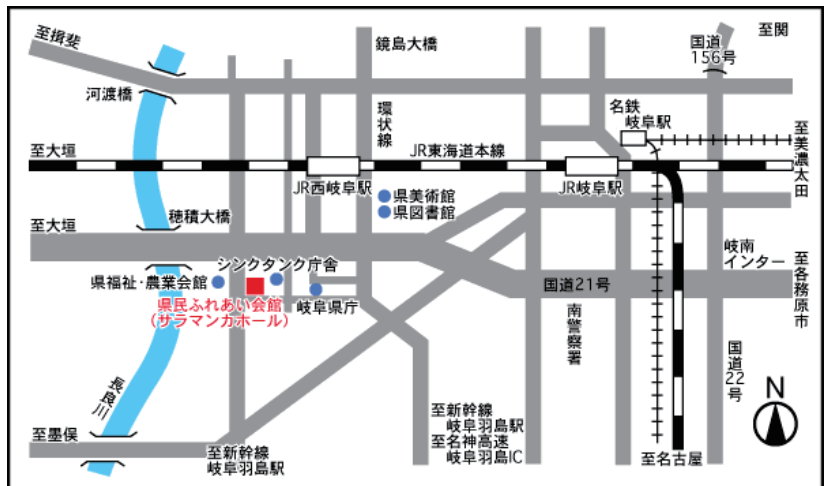 至揖斐
鏡島大橋
国道
156号
至関
河渡橋
環状線
名鉄
岐阜駅
至大垣
JR東海道本線
至美濃太田
JR西岐阜駅
JR岐阜駅
県美術館
県図書館
穂積大橋
至大垣
シンクタンク庁舎
岐南
インター
県福祉・農業会館
岐阜県庁
国道21号
至各務原市
県民ふれあい会館
(サラマンカホール)
南警察署
国道22号
長良川
N
至墨俣
至新幹線
岐阜羽島駅
至新幹線
岐阜羽島駅
至名神高速
岐阜羽島IC
至名古屋